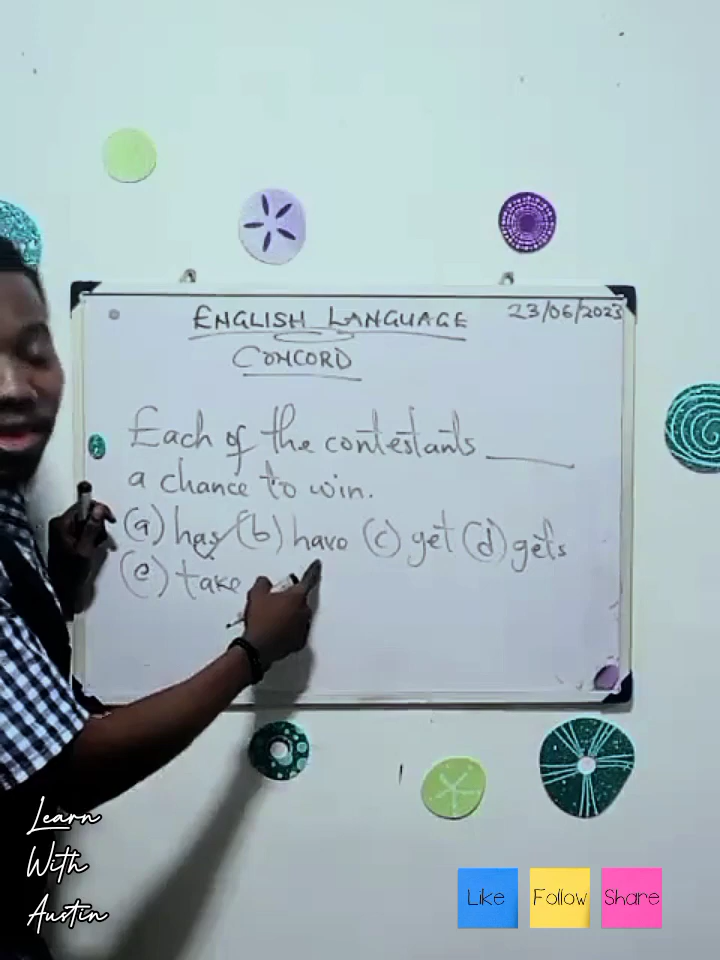 ENGLISH LANGUAGE
23/06/2023
CONCORD
Each of the contestants ______
a chance to win.
(a) has (b) have (c) get (d) gets
(e) take
Learn
With
Austin
Like Follow Share